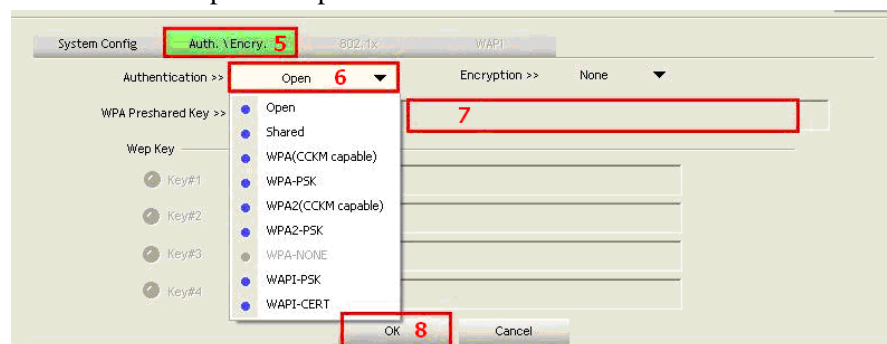 System Config Auth. \ Encry. 5 802.1x WAPI
Authentication >> Open 6 Encryption >> None
WPA Preshared Key >> 7
Open
Shared
Wep Key
WPA(CCKM capable)
Key#1 WPA-PSK
WPA2(CCKM capable)
Key#2
WPA2-PSK
Key#3 WPA-NONE
WAPI-PSK
Key#4
WAPI-CERT
OK 8 Cancel